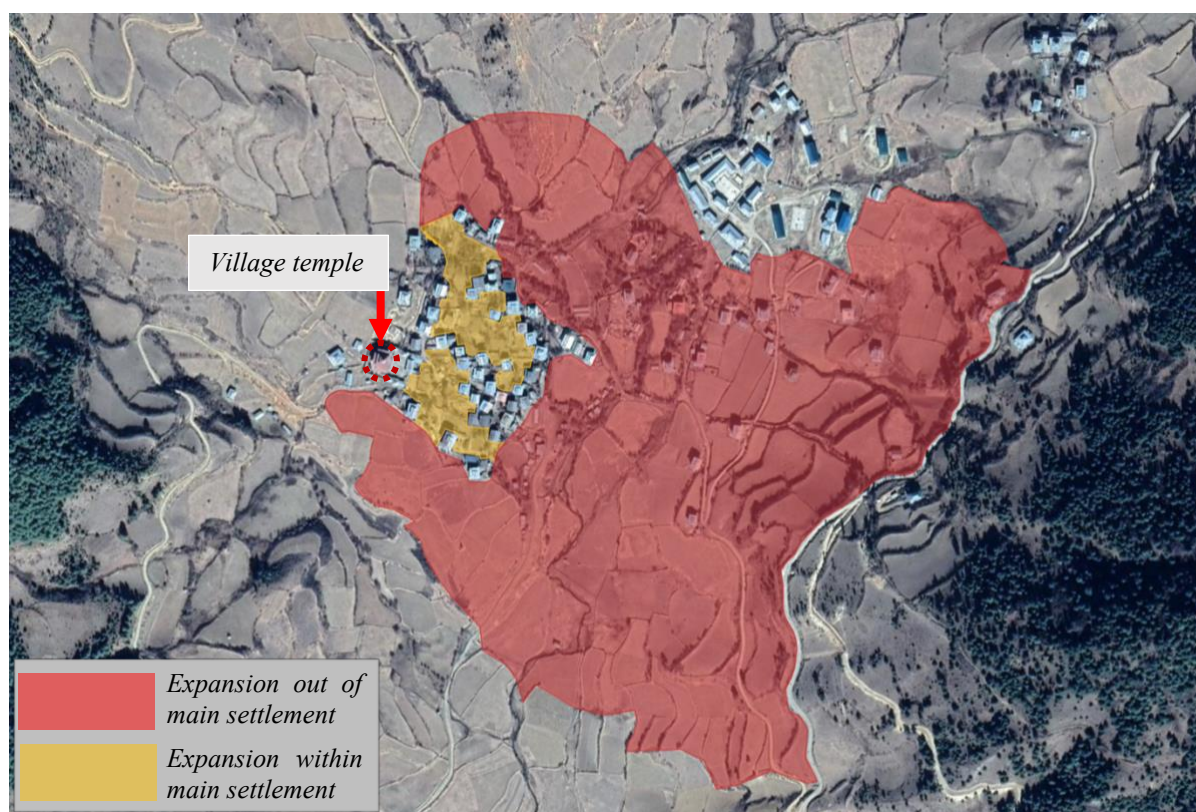 Village temple
Expansion out of
main settlement
Expansion within
main settlement